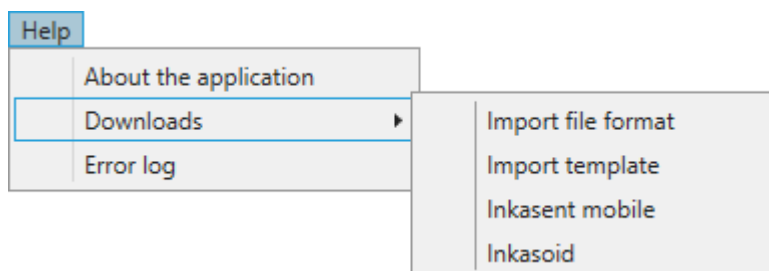 Help
About the application
Downloads
Error log
Import file format
Import template
Inkasent mobile
Inkasoid